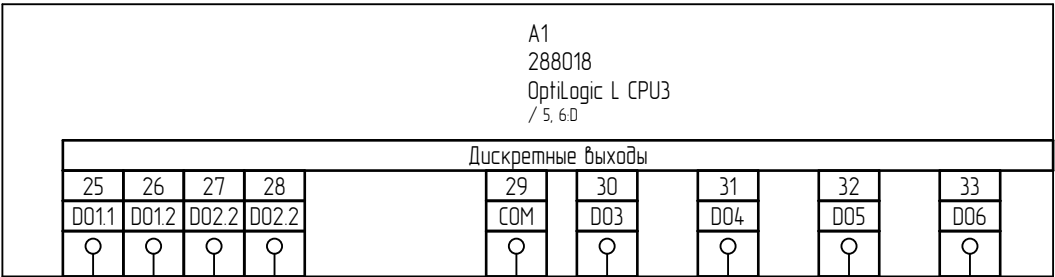 A1
288018
OptiLogic L CPU3
/ 5, 6:D
Дискретные выходы
25 26 27 28 29 30 31 32 33
DO1.1 DO1.2 DO2.2 DO2.2 COM DO3 DO4 DO5 DO6